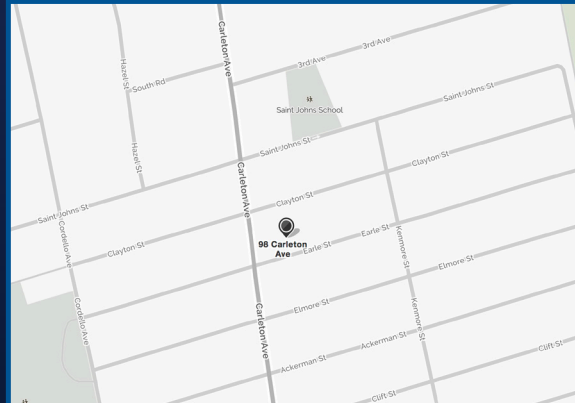 Carleton Ave
3rd Ave
3rd Ave
Hazel St
South Rd
Saint Johns St
Saint Johns School
Hazel St
Saint Johns St
Clayton St
Carleton Ave
Clayton St
Saint Johns St
Cordello Ave
Clayton St
98 Carleton
Ave
Earle St
Earle St
Kenmore St
Elmore St
Cordello Ave
Carleton Ave
Elmore St
Kenmore St
Ackerman St
Ackerman St
Clift St
Clift St